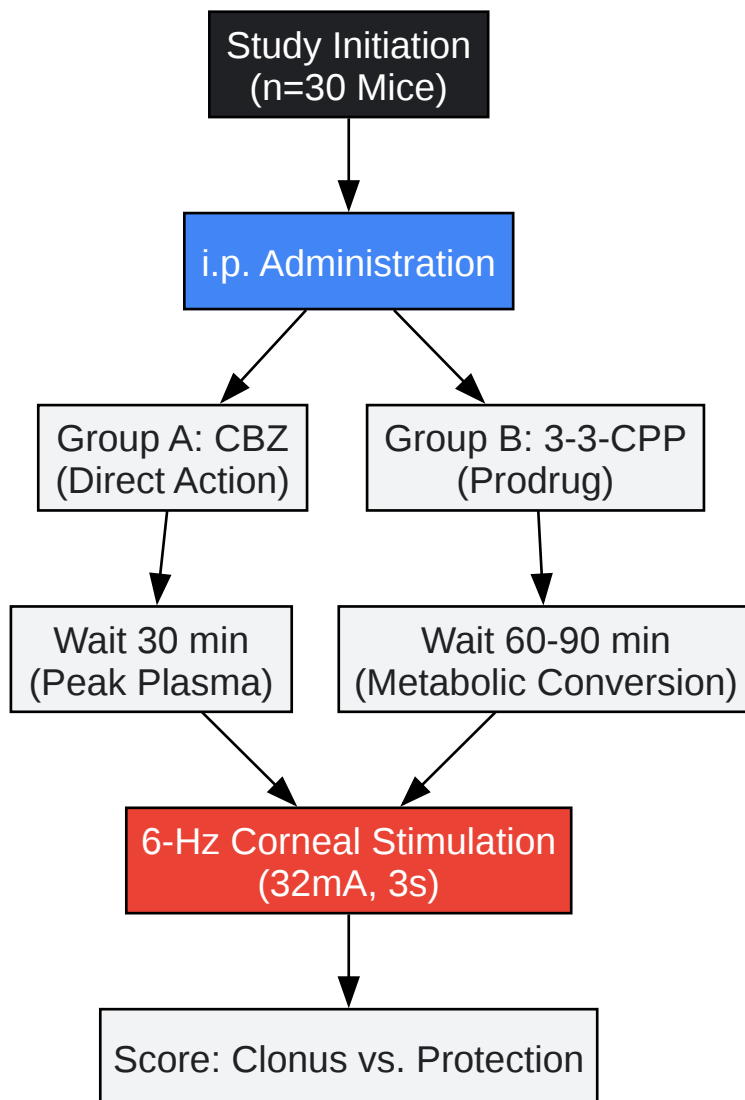 Study Initiation
(n=30 Mice)
i.p. Administration
Group A: CBZ
(Direct Action)
Group B: 3-3-CPP
(Prodrug)
Wait 30 min
(Peak Plasma)
Wait 60-90 min
(Metabolic Conversion)
6-Hz Corneal Stimulation
(32mA, 3s)
Score: Clonus vs. Protection